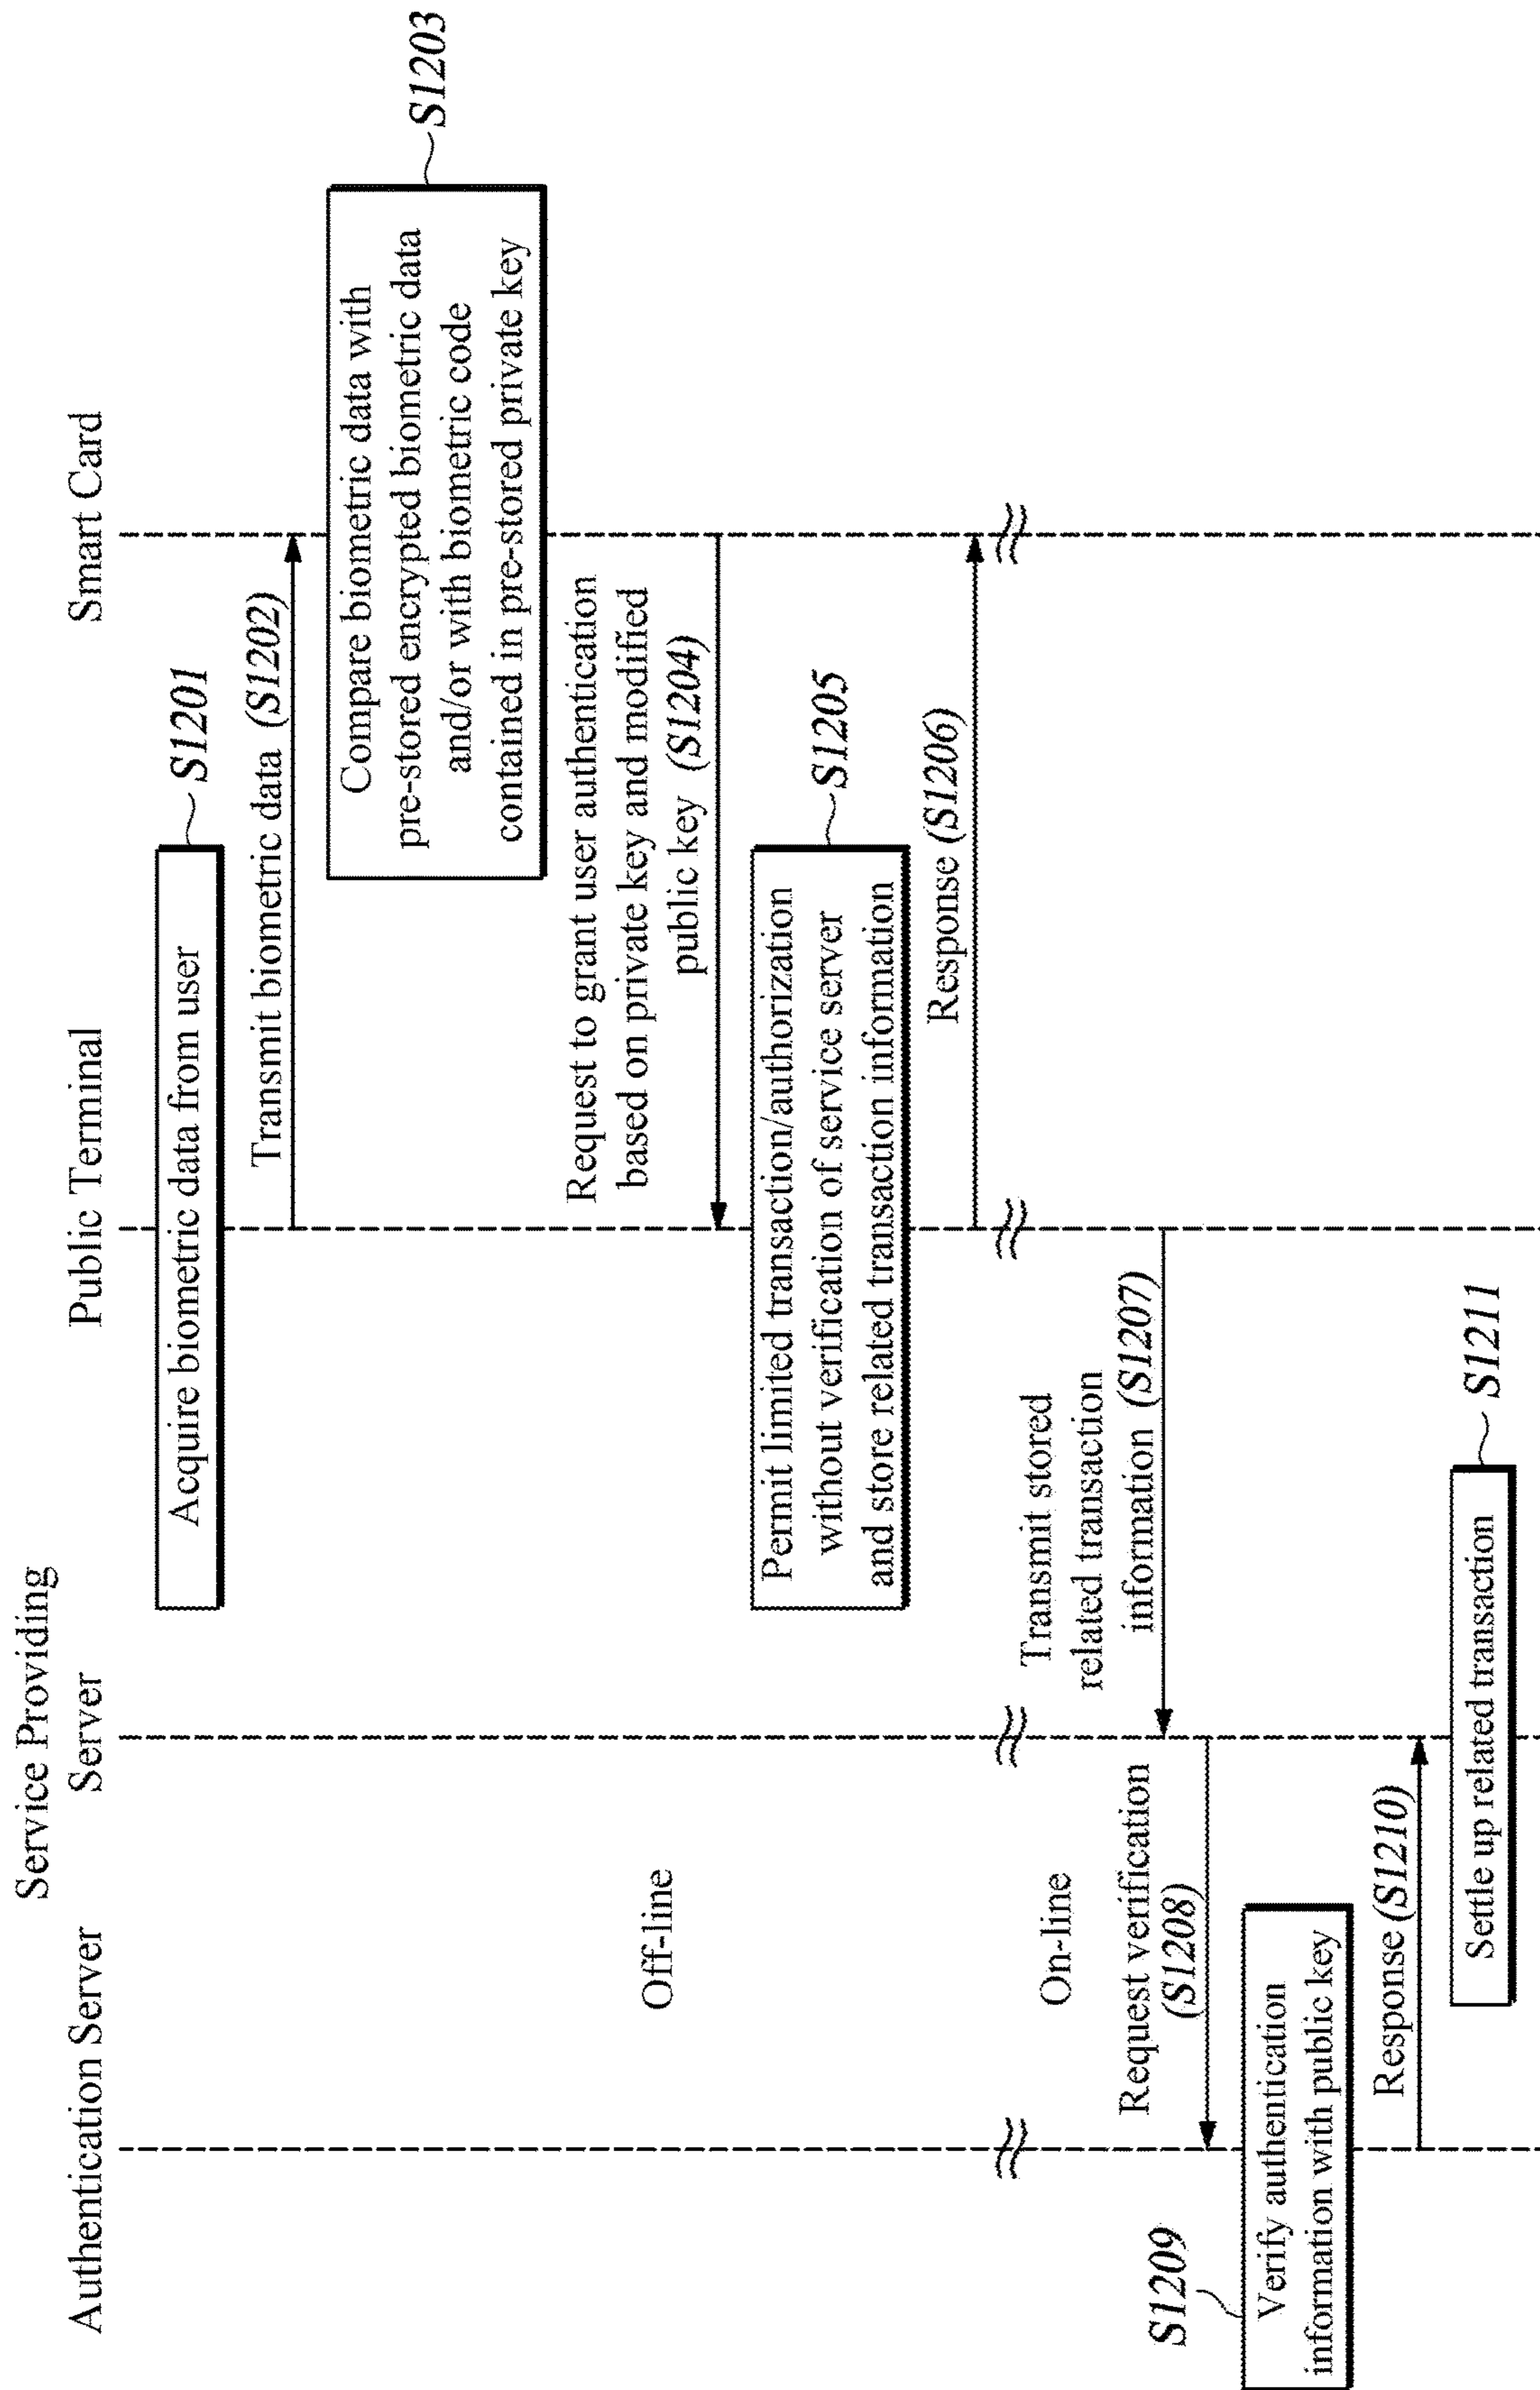 Authentication Server
Service Providing
Server
Public Terminal
Smart Card
Acquire biometric data from user
S1201
Transmit biometric data (S1202)
Compare biometric data with
pre-stored encrypted biometric data
and/or with biometric code
contained in pre-stored private key
S1203
Request to grant user authentication
based on private key and modified
public key (S1204)
Off-line
Permit limited transaction/authorization
without verification of service server
and store related transaction information
S1205
Response (S1206)
On-line
Transmit stored
related transaction
information (S1207)
Request verification
(S1208)
S1209
Verify authentication
information with public key
Response (S1210)
Settle up related transaction
S1211